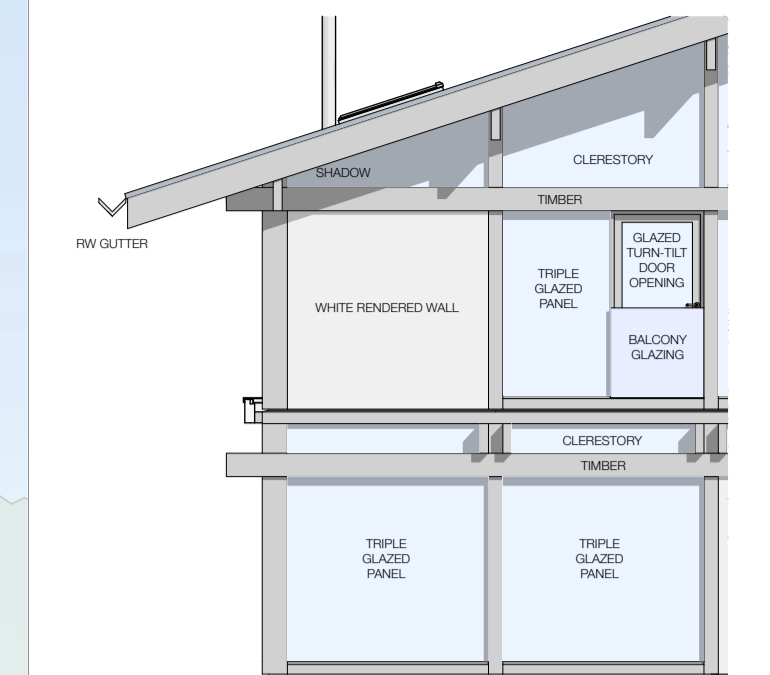 CLERESTORY
SHADOW
TIMBER
RW GUTTER
GLAZED
TURN-TILT
DOOR
OPENING
TRIPLE
GLAZED
PANEL
WHITE RENDERED WALL
BALCONY
GLAZING
CLERESTORY
TIMBER
TRIPLE
GLAZED
PANEL
TRIPLE
GLAZED
PANEL